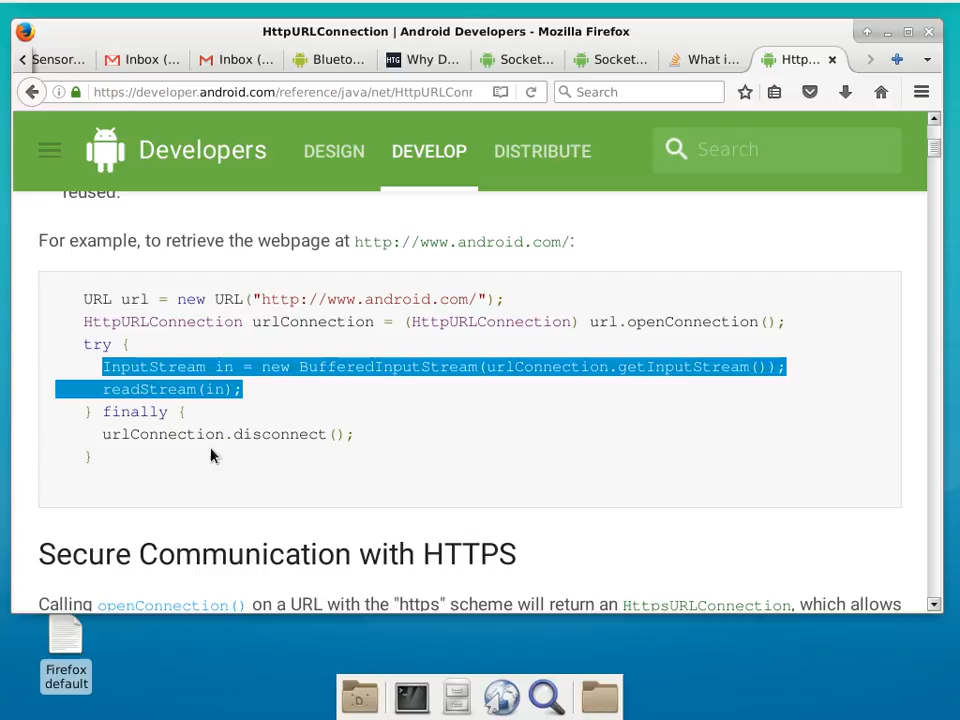 HttpURLConnection | Android Developers - Mozilla Firefox
Sensor... Inbox (... Inbox (... Blueto... HTG Why D... Socket... Socket... What i... Http...
https://developer.android.com/reference/java/net/HttpURLConr Search
Developers DESIGN DEVELOP DISTRIBUTE Search
reused.
For example, to retrieve the webpage at http://www.android.com/:
URL url = new URL("http://www.android.com/");
HttpURLConnection urlConnection = (HttpURLConnection) url.openConnection();
try {
InputStream in = new BufferedInputStream(urlConnection.getInputStream());
readStream(in);
} finally {
urlConnection.disconnect();
}
Secure Communication with HTTPS
Calling openConnection() on a URL with the "https" scheme will return an HttpsURLConnection, which allows
Firefox
default
D